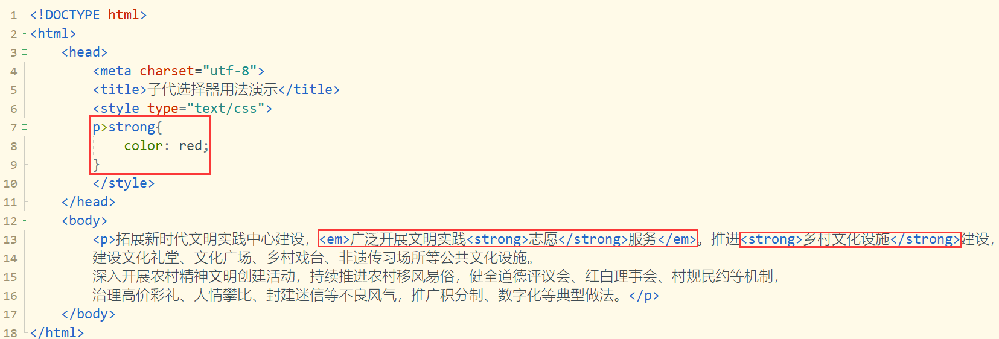 1 <!DOCTYPE html>
2 <html>
3 <head>
4 <meta charset="utf-8">
5 <title>子代选择器用法演示</title>
6 <style type="text/css">
7 p>strong{
8 color: red;
9 }
10 </style>
11 </head>
12 <body>
13 <p>拓展新时代文明实践中心建设，<em>广泛开展文明实践<strong>志愿</strong>服务</em>。推进<strong>乡村文化设施</strong>建设，
14 建设文化礼堂、文化广场、乡村戏台、非遗传习场所等公共文化设施。
15 深入开展农村精神文明创建活动，持续推进农村移风易俗，健全道德评议会、红白理事会、村规民约等机制，
16 治理高价彩礼、人情攀比、封建迷信等不良风气，推广积分制、数字化等典型做法。</p>
17 </body>
18 </html>